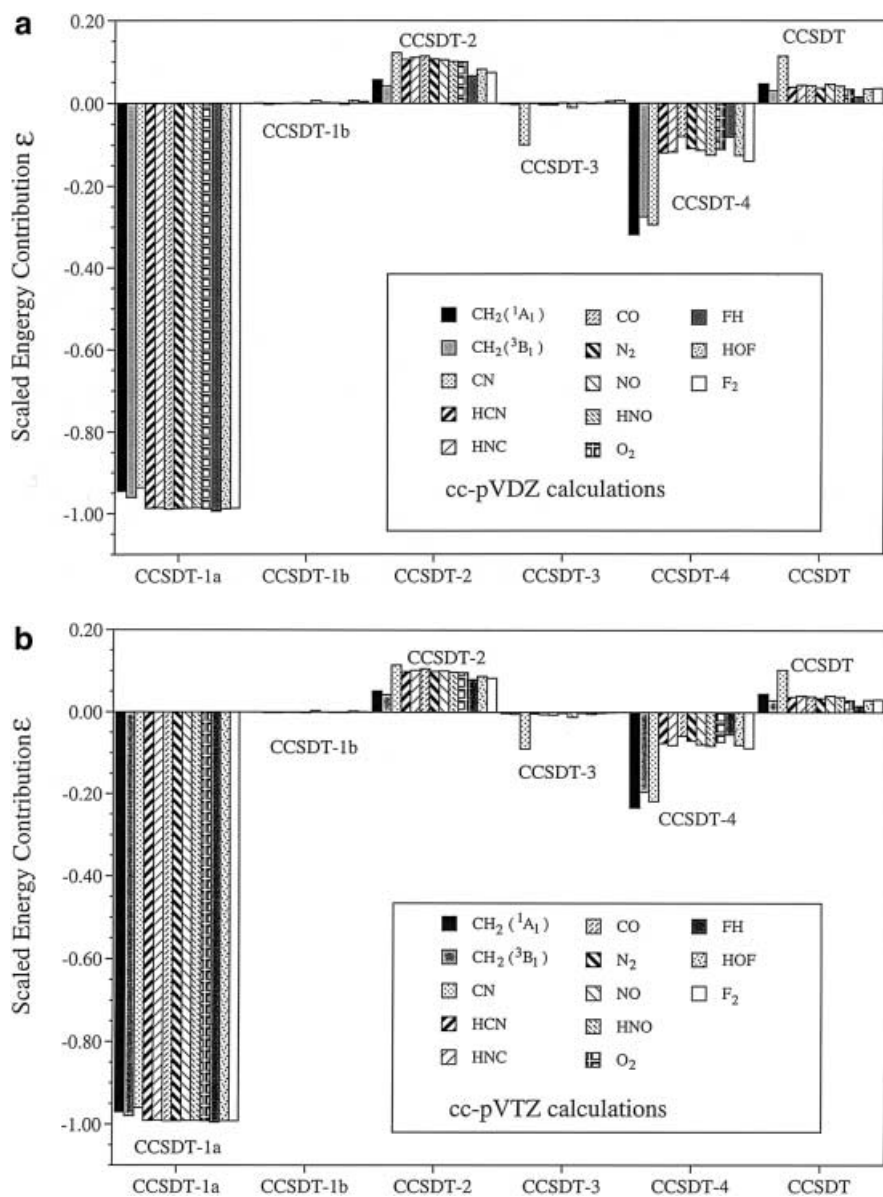 a
0.20
0.00
-0.20
-0.40
-0.60
-0.80
-1.00
Scaled Engergy Contribution ε
CCSDT-2
CCSDT
CCSDT-1b
CCSDT-3
CCSDT-4
CH₂(¹A₁)
CH₂(³B₁)
CN
HCN
HNC
CO
N₂
NO
HNO
O₂
FH
HOF
F₂
cc-pVDZ calculations
CCSDT-1a CCSDT-1b CCSDT-2 CCSDT-3 CCSDT-4 CCSDT
b
0.20
0.00
-0.20
-0.40
-0.60
-0.80
-1.00
Scaled Energy Contribution ε
CCSDT-2
CCSDT
CCSDT-1b
CCSDT-3
CCSDT-4
CH₂(¹A₁)
CH₂(³B₁)
CN
HCN
HNC
CO
N₂
NO
HNO
O₂
FH
HOF
F₂
cc-pVTZ calculations
CCSDT-1a
CCSDT-1a CCSDT-1b CCSDT-2 CCSDT-3 CCSDT-4 CCSDT